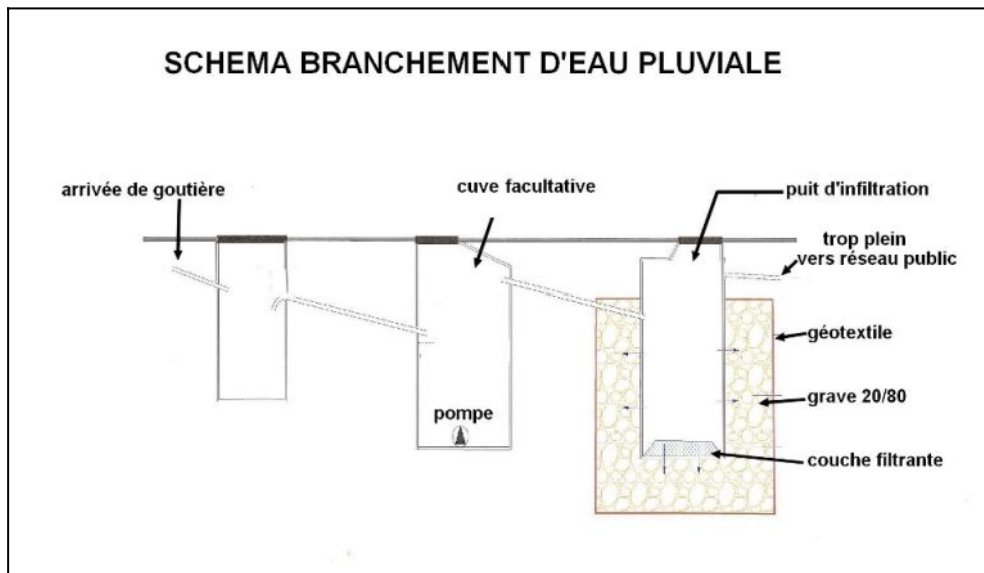 SCHEMA BRANCHEMENT D'EAU PLUVIALE
arrivée de goutière
cuve facultative
puit d'infiltration
trop plein
vers réseau public
géotextile
grave 20/80
pompe
couche filtrante